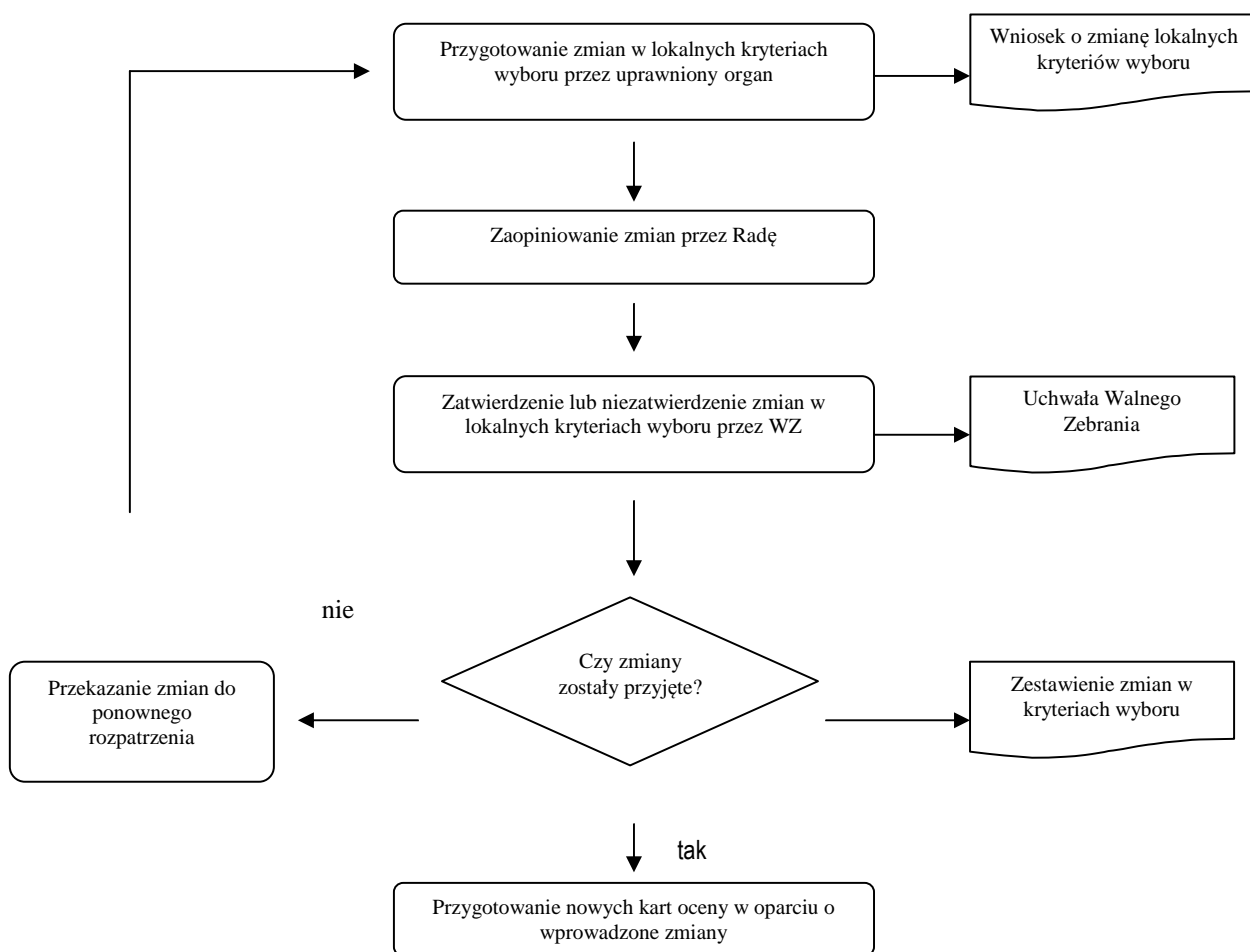 Przygotowanie zmian w lokalnych kryteriach
wyboru przez uprawniony organ
Wniosek o zmianę lokalnych
kryteriów wyboru
Zaopiniowanie zmian przez Radę
Zatwierdzenie lub niezatwierdzenie zmian w
lokalnych kryteriach wyboru przez WZ
Uchwała Walnego
Zebrania
nie
Czy zmiany
zostały przyjęte?
Przekazanie zmian do
ponownego
rozpatrzenia
Zestawienie zmian w
kryteriach wyboru
tak
Przygotowanie nowych kart oceny w oparciu o
wprowadzone zmiany